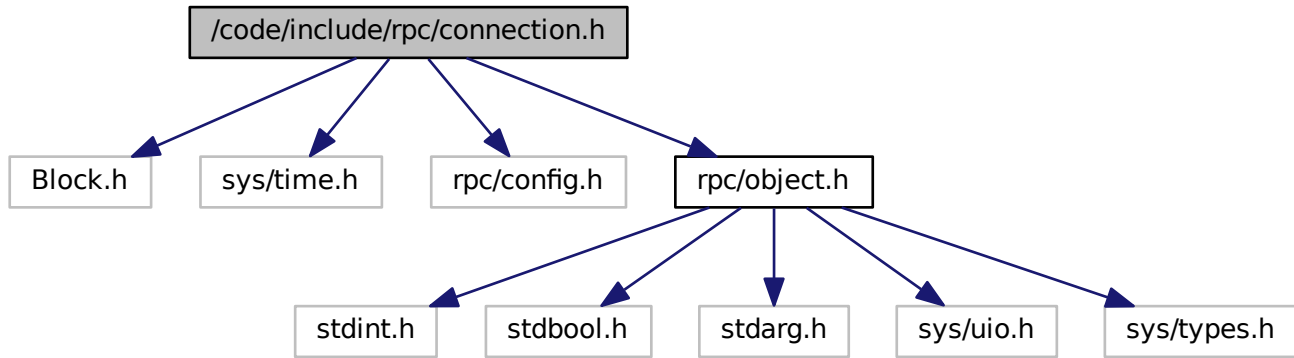 /code/include/rpc/connection.h
Block.h
sys/time.h
rpc/config.h
rpc/object.h
stdint.h
stdbool.h
stdarg.h
sys/uio.h
sys/types.h